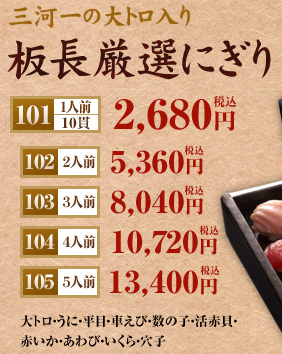 三河一の大トロ入り
板長厳選にぎり
101 1人前 10貫 2,680円 税込
102 2人前 5,360円 税込
103 3人前 8,040円 税込
104 4人前 10,720円 税込
105 5人前 13,400円 税込
大トロ・うに・平目・車えび・数の子・活赤貝・
赤いか・あわび・いくら・穴子